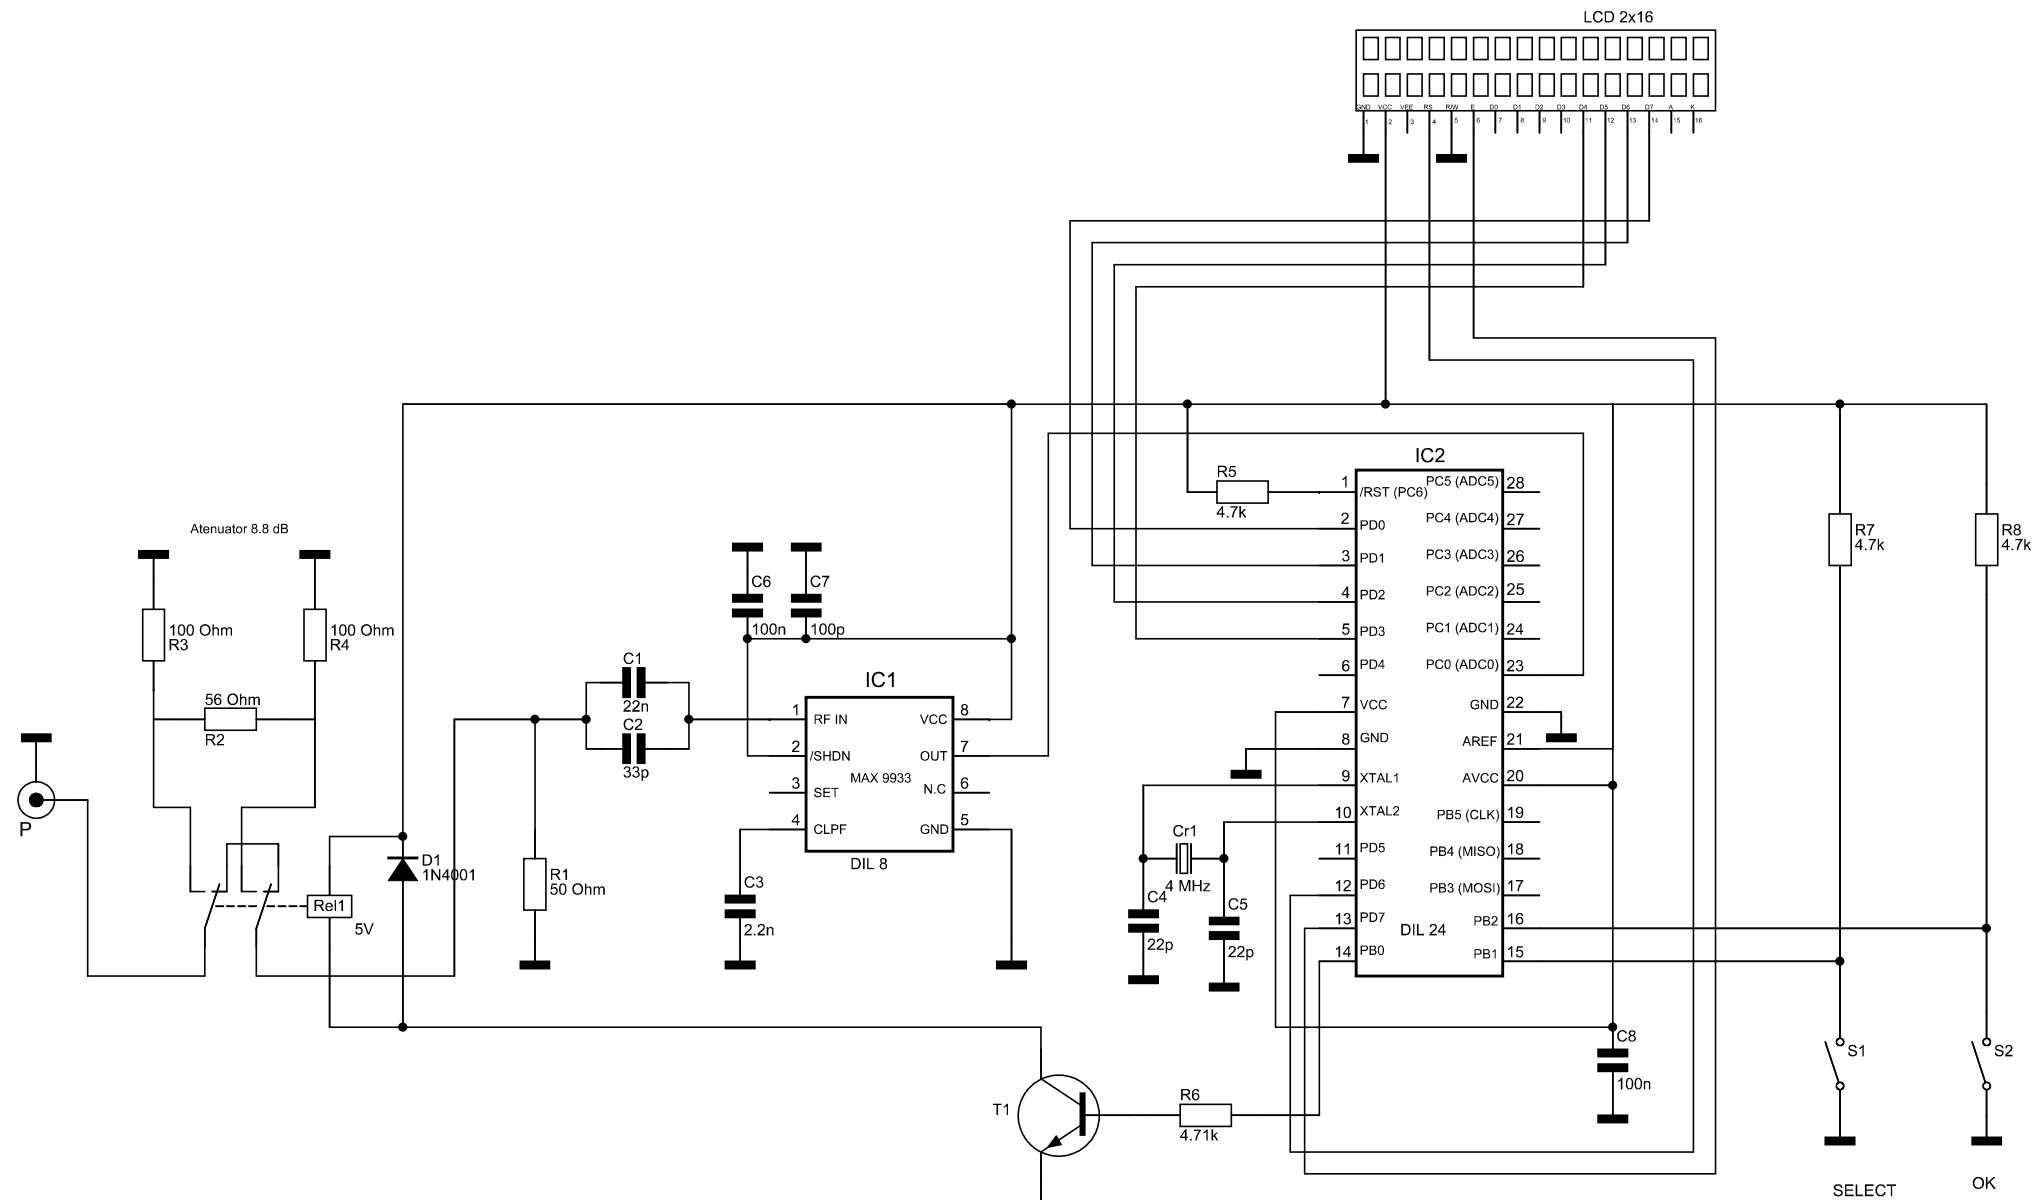 LCD 2x16
GND VCC VEE RS R/W E D0 D1 D2 D3 D4 D5 D6 D7 A K
1 2 3 4 5 6 7 8 9 10 11 12 13 14 15 16
Atenuator 8.8 dB
100 Ohm
R3
100 Ohm
R4
56 Ohm
R2
P
Rel1
5V
D1
1N4001
R1
50 Ohm
C1
22n
C2
33p
C6
100n
C7
100p
IC1
1 RF IN VCC 8
2 /SHDN OUT 7
MAX 9933
3 SET N.C 6
4 CLPF GND 5
DIL 8
C3
2.2n
R5
4.7k
IC2
1 /RST (PC6) PC5 (ADC5) 28
2 PD0 PC4 (ADC4) 27
3 PD1 PC3 (ADC3) 26
4 PD2 PC2 (ADC2) 25
5 PD3 PC1 (ADC1) 24
6 PD4 PC0 (ADC0) 23
7 VCC GND 22
8 GND AREF 21
9 XTAL1 AVCC 20
10 XTAL2 PB5 (CLK) 19
11 PD5 PB4 (MISO) 18
12 PD6 PB3 (MOSI) 17
13 PD7 PB2 16
DIL 24
14 PB0 PB1 15
Cr1
4 MHz
C4
22p
C5
22p
R7
4.7k
R8
4.7k
C8
100n
S1
S2
T1
R6
4.71k
SELECT
OK